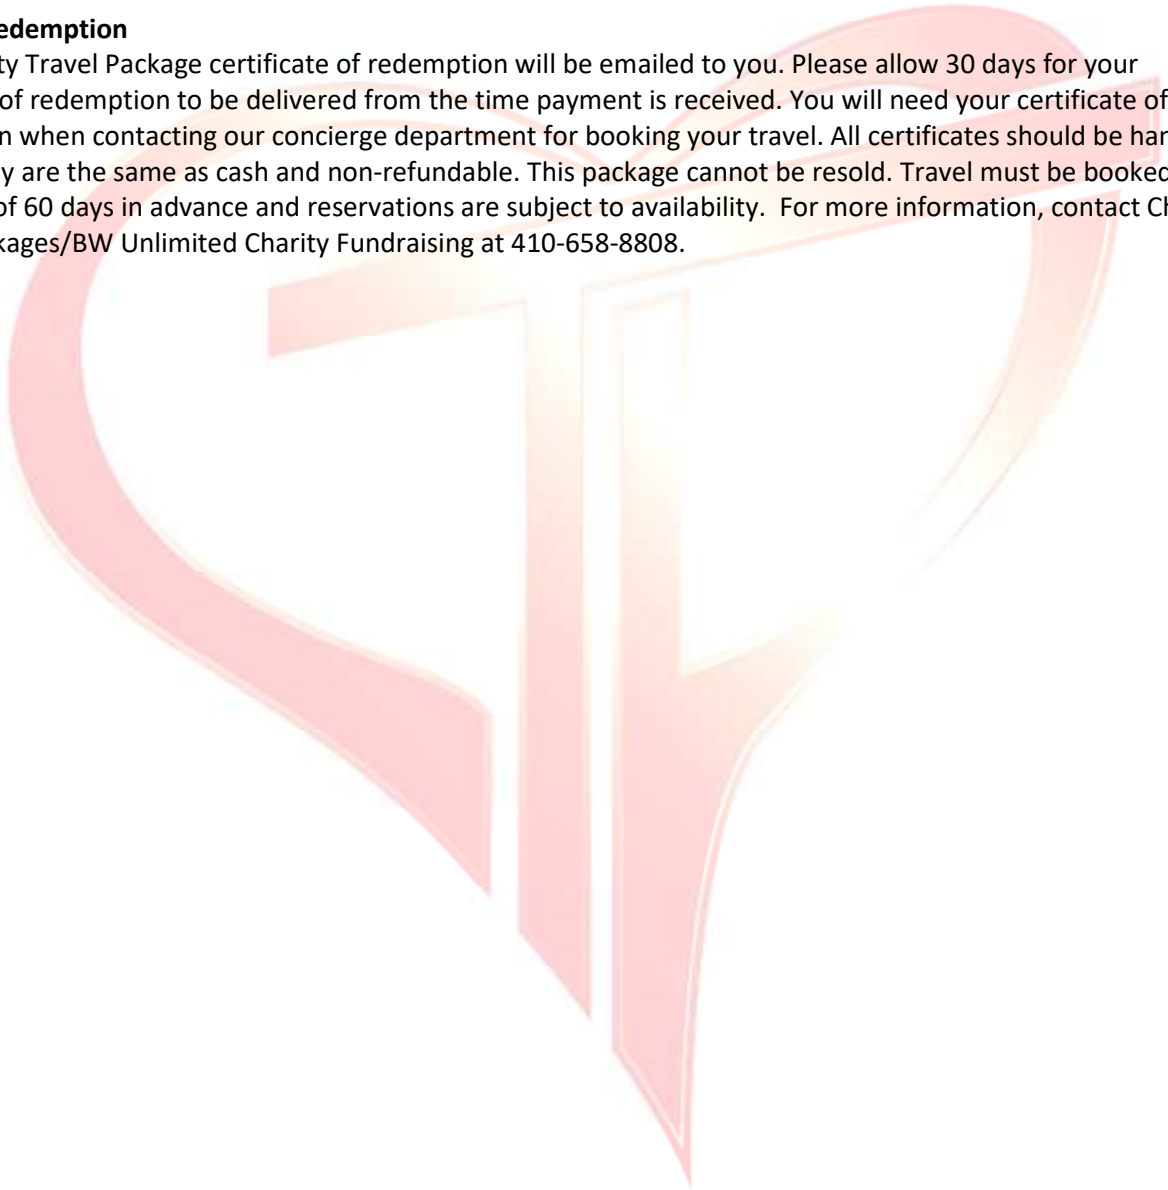 edemption
ty Travel Package certificate of redemption will be emailed to you. Please allow 30 days for your
of redemption to be delivered from the time payment is received. You will need your certificate of
n when contacting our concierge department for booking your travel. All certificates should be han
y are the same as cash and non-refundable. This package cannot be resold. Travel must be booked
of 60 days in advance and reservations are subject to availability. For more information, contact Ch
kages/BW Unlimited Charity Fundraising at 410-658-8808.